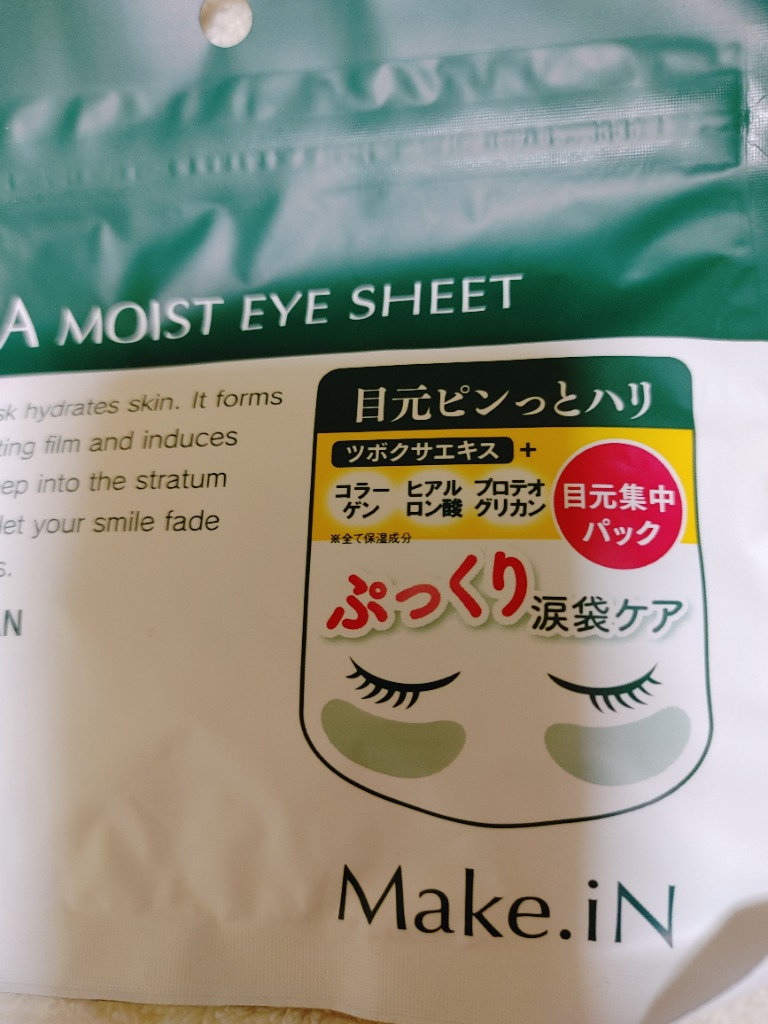 A MOIST EYE SHEET
sk hydrates skin. It forms
ting film and induces
ep into the stratum
let your smile fade
s.
AN
目元ピンっとハリ
ツボクサエキス +
コラーゲン
ヒアルロン酸
プロテオグリカン
※全て保湿成分
目元集中
パック
ぷっくり涙袋ケア
Make.iN